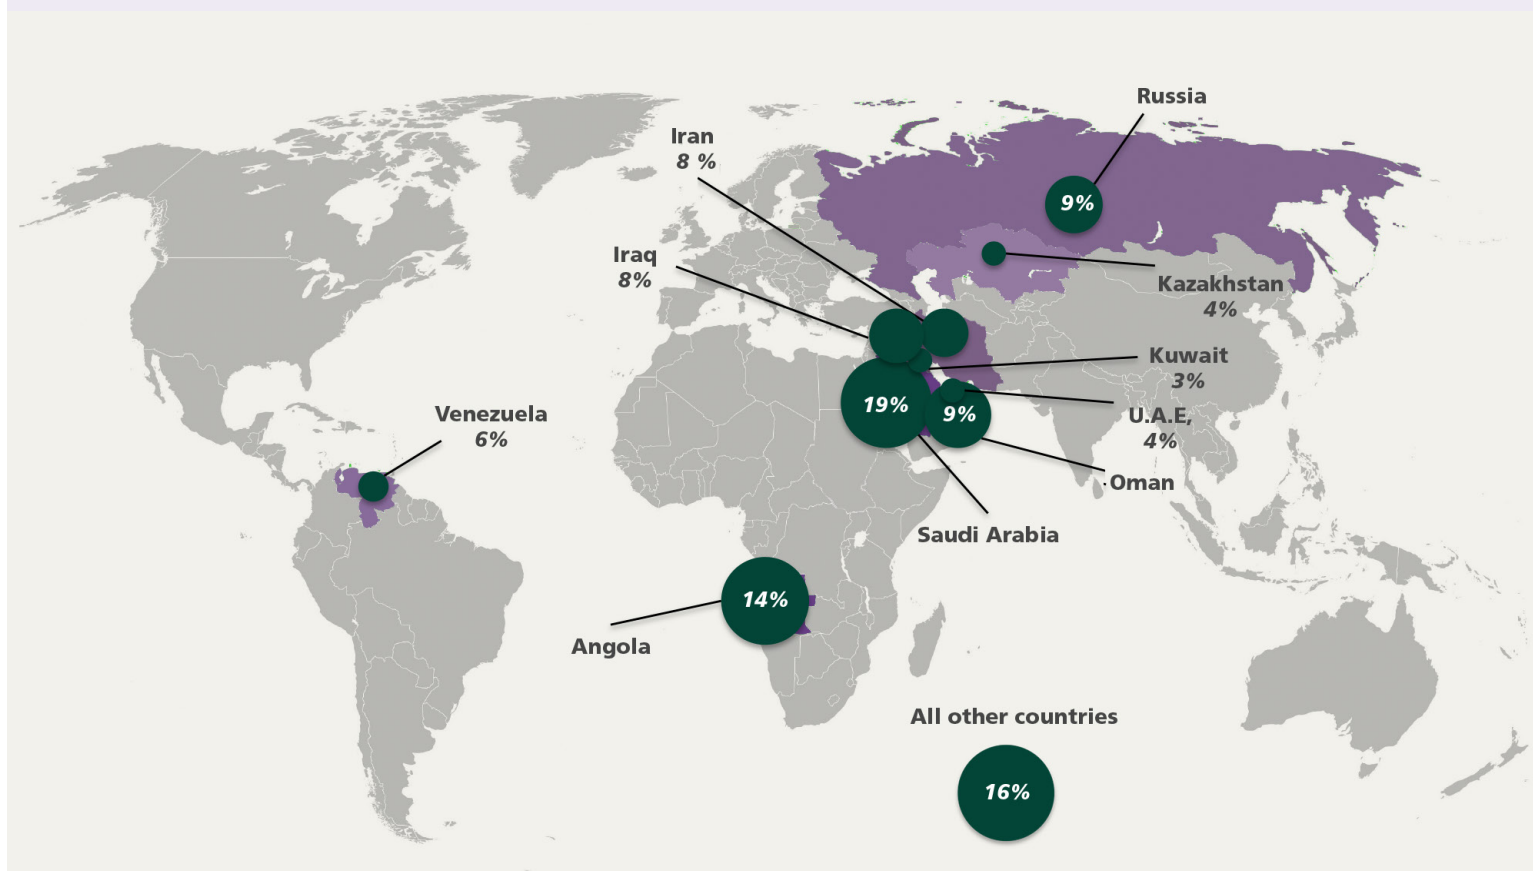 Russia
9%
Iran
8 %
Iraq
8%
Kazakhstan
4%
Kuwait
3%
19%
9%
U.A.E,
4%
Venezuela
6%
Oman
Saudi Arabia
14%
Angola
All other countries
16%